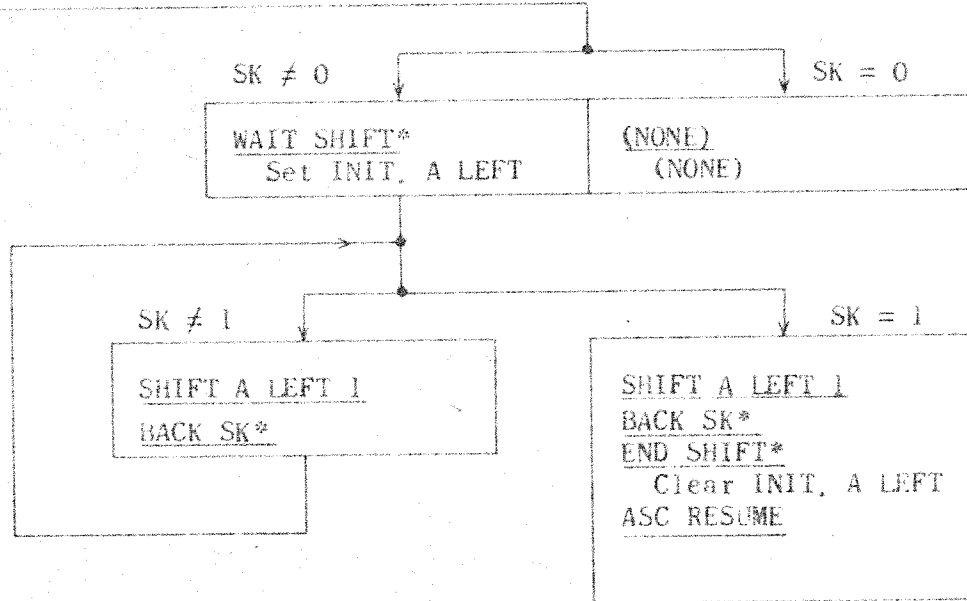 SK ≠ 0
SK = 0
WAIT SHIFT*
Set INIT. A LEFT
(NONE)
(NONE)
SK ≠ 1
SK = 1
SHIFT A LEFT 1
BACK SK*
SHIFT A LEFT 1
BACK SK*
END SHIFT*
Clear INIT. A LEFT
ASC RESUME